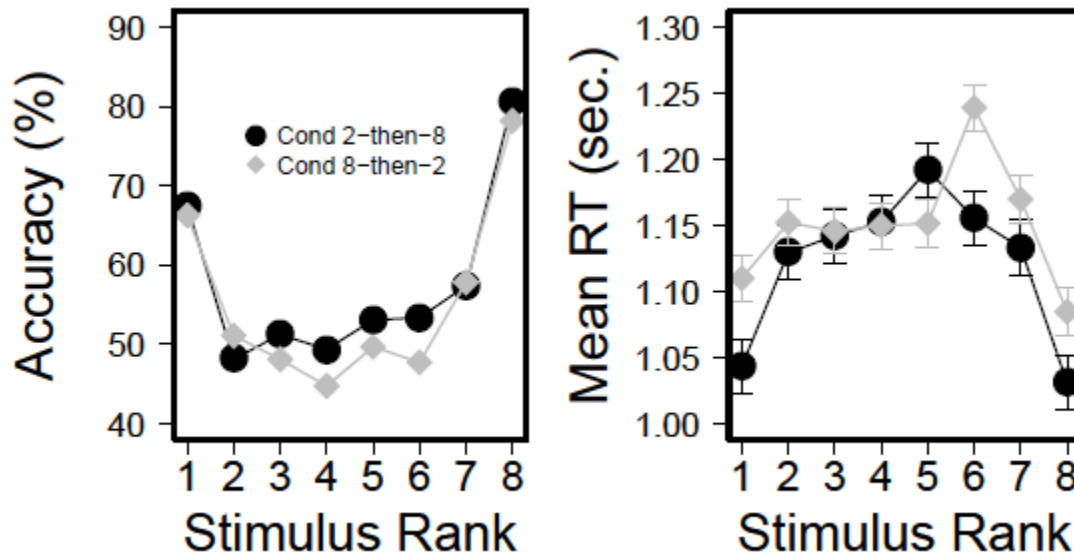 Accuracy (%)
90
80
70
60
50
40
Cond 2-then-8
Cond 8-then-2
1 2 3 4 5 6 7 8
Stimulus Rank
Mean RT (sec.)
1.30
1.25
1.20
1.15
1.10
1.05
1.00
1 2 3 4 5 6 7 8
Stimulus Rank